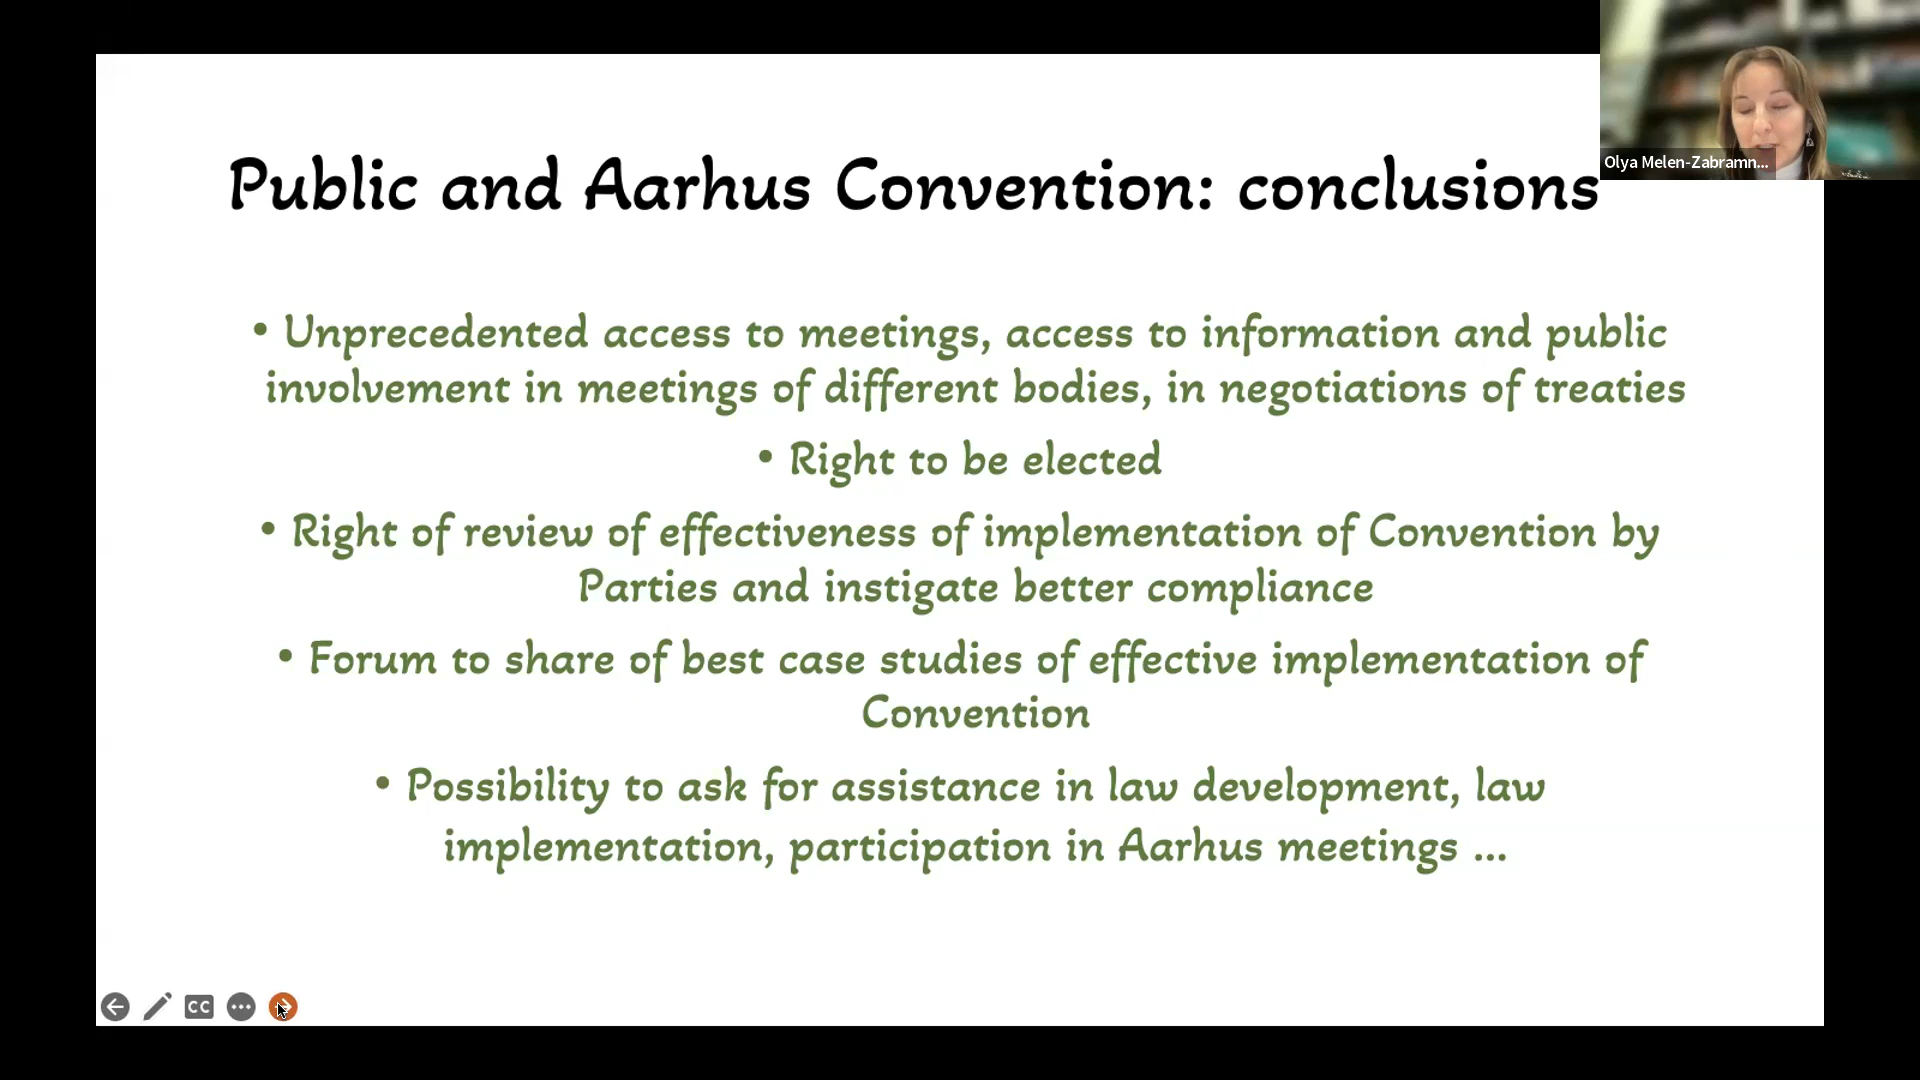 Olya Melen-Zabramn...
Public and Aarhus Convention: conclusions
• Unprecedented access to meetings, access to information and public
involvement in meetings of different bodies, in negotiations of treaties
• Right to be elected
• Right of review of effectiveness of implementation of Convention by
Parties and instigate better compliance
• Forum to share of best case studies of effective implementation of
Convention
• Possibility to ask for assistance in law development, law
implementation, participation in Aarhus meetings ...
CC